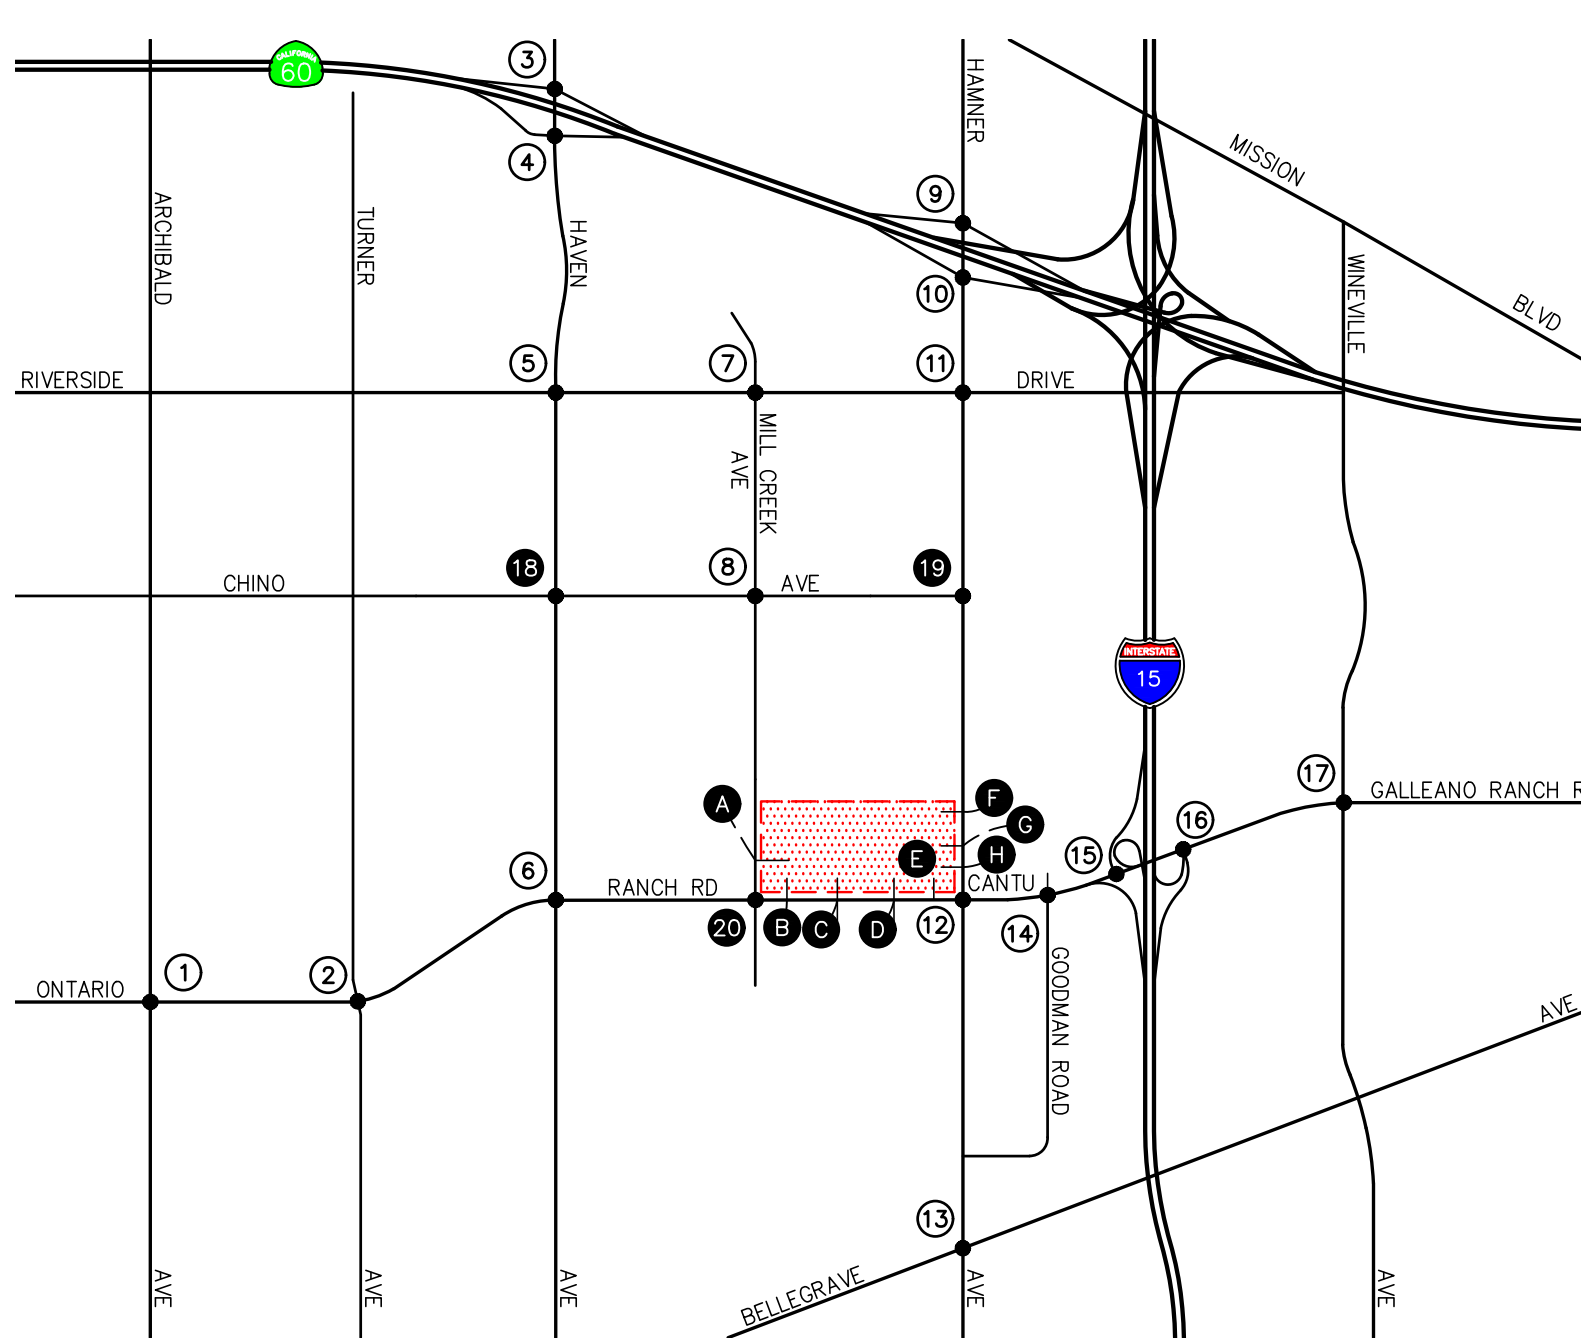 3
CALIFORNIA
60
HAMNER
MISSION
4
9
ARCHIBALD
TURNER
HAVEN
WINEVILLE
10
BLVD
5
7
11
RIVERSIDE
DRIVE
MILL CREEK
AVE
18
8
19
CHINO
AVE
INTERSTATE
15
17
GALLEANO RANCH R
A
F
G
16
E
H
15
6
RANCH RD
CANTU
20
B
C
D
12
14
GOODMAN ROAD
1
2
ONTARIO
AVE
13
BELLEGRAVE
AVE
AVE
AVE
AVE
AVE